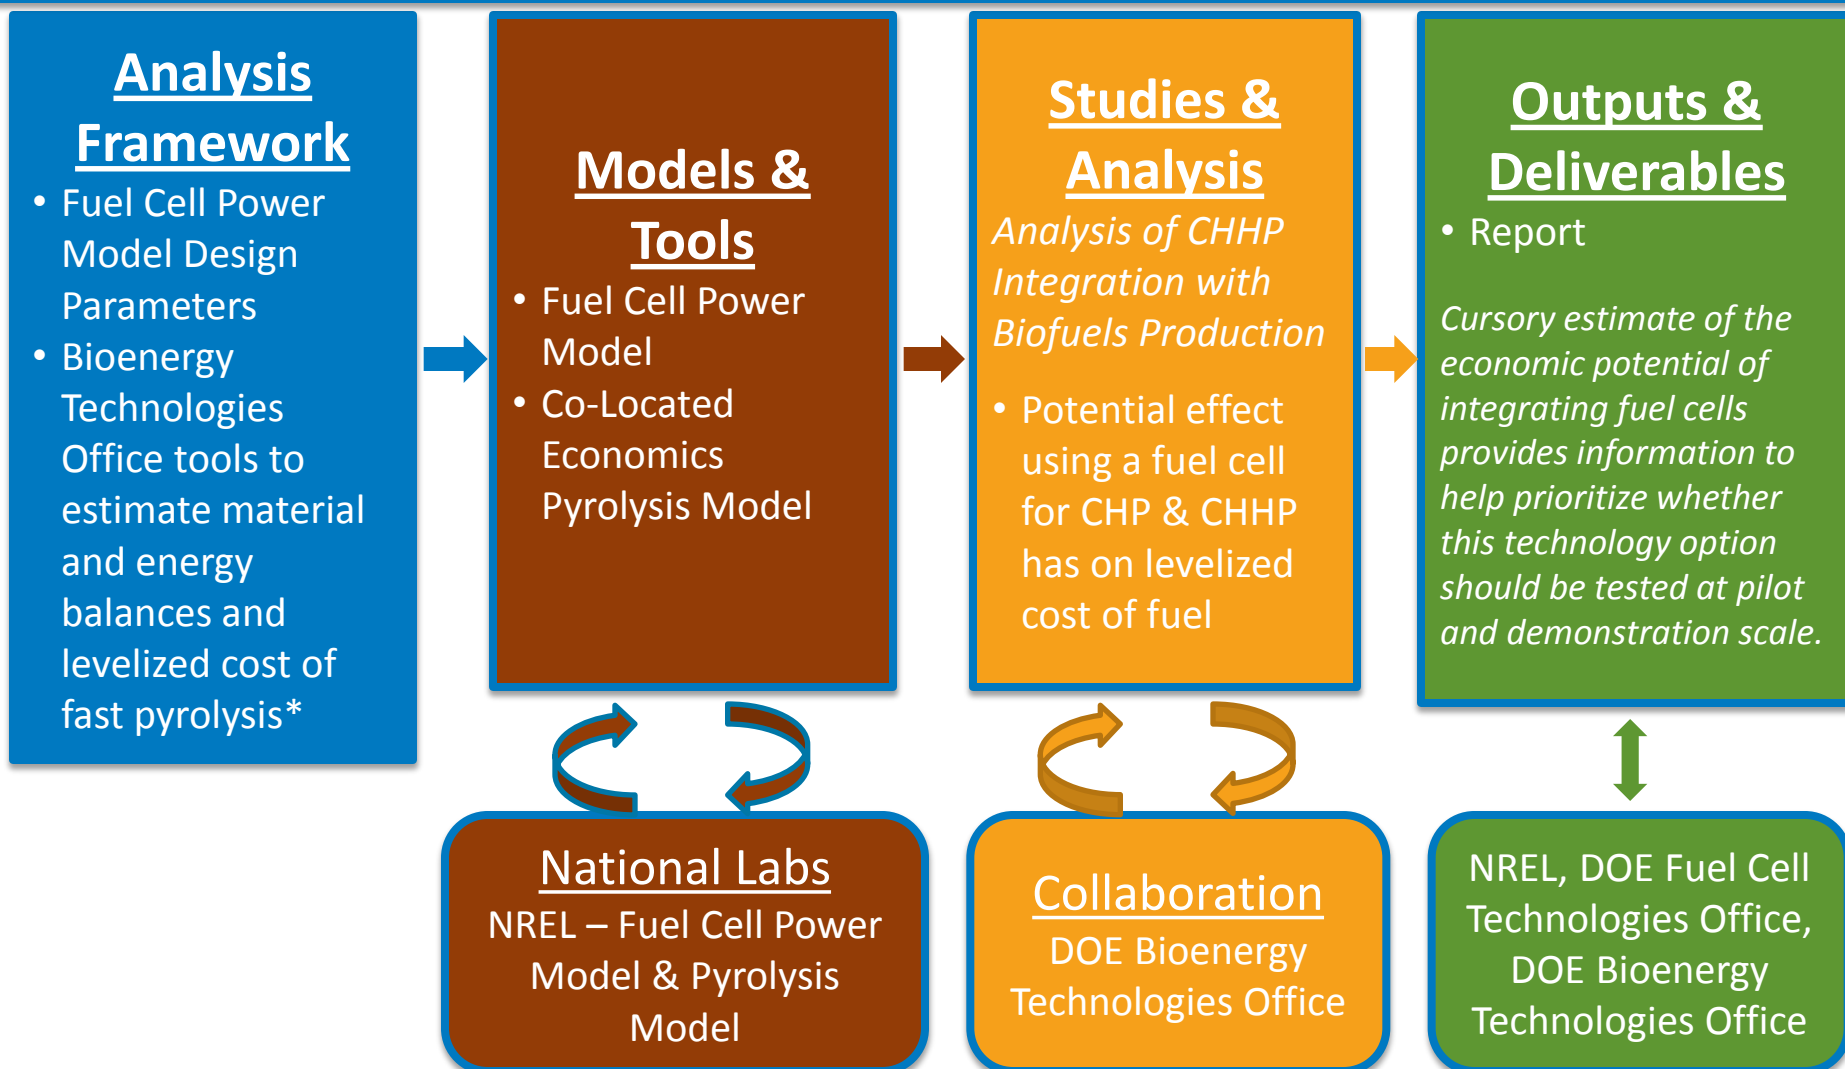 Analysis
Framework
• Fuel Cell Power
Model Design
Parameters
• Bioenergy
Technologies
Office tools to
estimate material
and energy
balances and
levelized cost of
fast pyrolysis*
Models &
Tools
• Fuel Cell Power
Model
• Co-Located
Economics
Pyrolysis Model
Studies &
Analysis
Analysis of CHHP
Integration with
Biofuels Production
• Potential effect
using a fuel cell
for CHP & CHHP
has on levelized
cost of fuel
Outputs &
Deliverables
• Report
Cursory estimate of the
economic potential of
integrating fuel cells
provides information to
help prioritize whether
this technology option
should be tested at pilot
and demonstration scale.
National Labs
NREL – Fuel Cell Power
Model & Pyrolysis
Model
Collaboration
DOE Bioenergy
Technologies Office
NREL, DOE Fuel Cell
Technologies Office,
DOE Bioenergy
Technologies Office